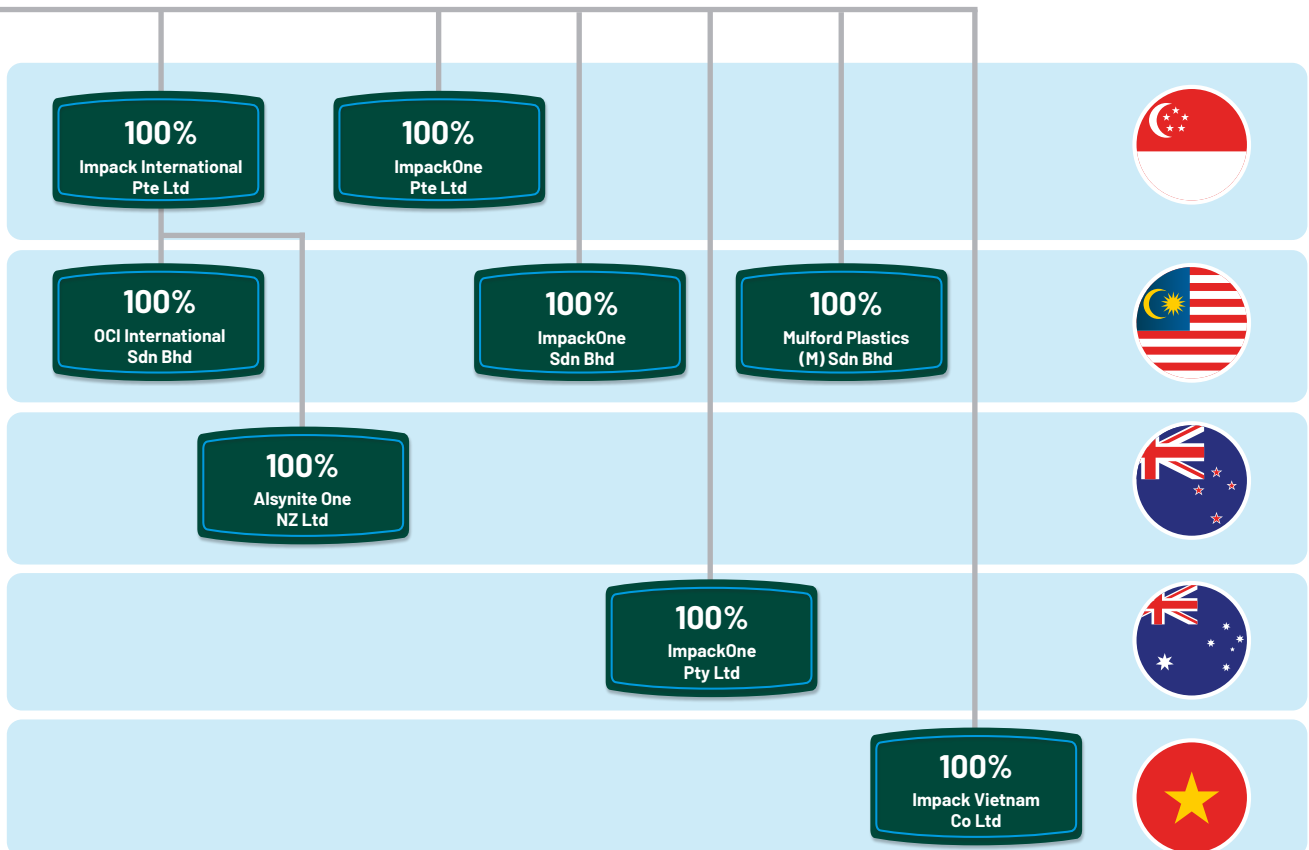 100%
Impack International
Pte Ltd
100%
ImpackOne
Pte Ltd
100%
OCI International
Sdn Bhd
100%
ImpackOne
Sdn Bhd
100%
Mulford Plastics
(M) Sdn Bhd
100%
Alsynite One
NZ Ltd
100%
ImpackOne
Pty Ltd
100%
Impack Vietnam
Co Ltd